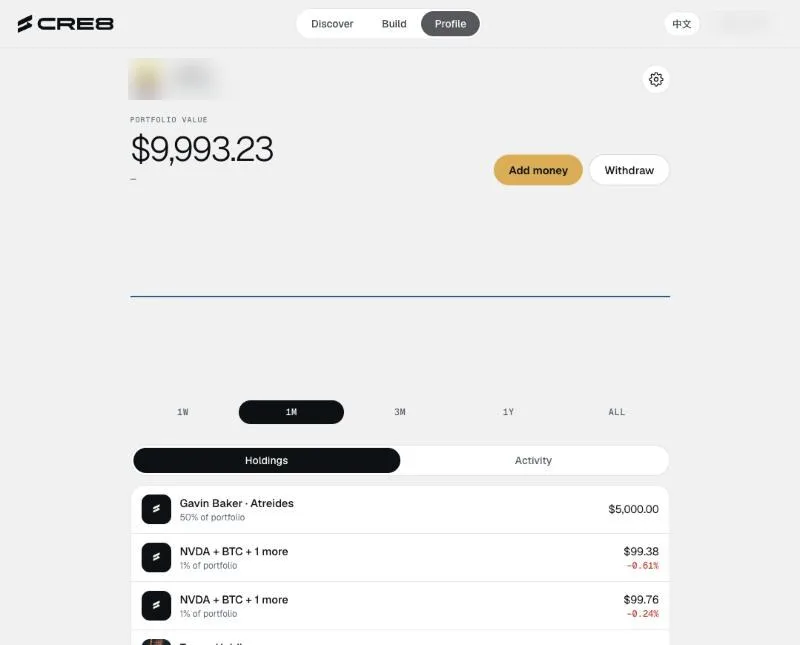 CRE8
Discover
Build
Profile
中文
PORTFOLIO VALUE
$9,993.23
–
Add money
Withdraw
1W
1M
3M
1Y
ALL
Holdings
Activity
Gavin Baker · Atreides
50% of portfolio
$5,000.00
NVDA + BTC + 1 more
1% of portfolio
$99.38
-0.61%
NVDA + BTC + 1 more
1% of portfolio
$99.76
-0.24%